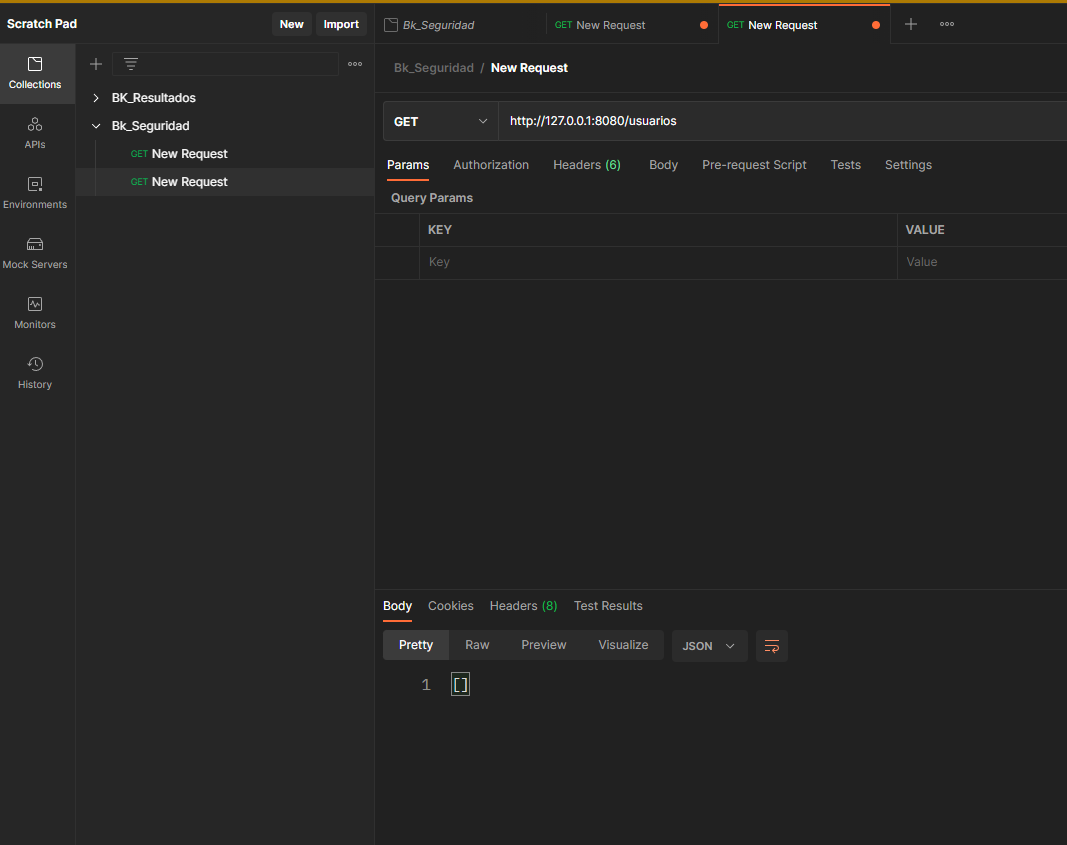 Scratch Pad
New
Import
Bk_Seguridad
GET New Request
GET New Request
Collections
APIs
Environments
Mock Servers
Monitors
History
BK_Resultados
Bk_Seguridad
GET New Request
GET New Request
Bk_Seguridad / New Request
GET
http://127.0.0.1:8080/usuarios
Params
Authorization
Headers (6)
Body
Pre-request Script
Tests
Settings
Query Params
KEY
VALUE
Key
Value
Body
Cookies
Headers (8)
Test Results
Pretty
Raw
Preview
Visualize
JSON
1 []